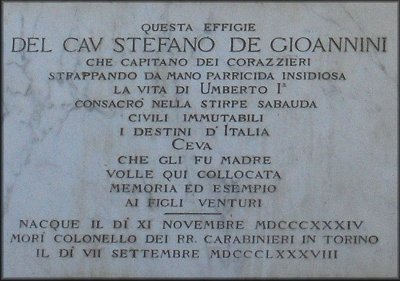 QUESTA EFFIGIE
DEL CAV STEFANO DE GIOANNINI
CHE CAPITANO DEI CORAZZIERI
STRAPPANDO DA MANO PARRICIDA INSIDIOSA
LA VITA DI UMBERTO Iº
CONSACRÒ NELLA STIRPE SABAUDA
CIVILI IMMUTABILI
I DESTINI D'ITALIA
CEVA
CHE GLI FU MADRE
VOLLE QUI COLLOCATA
MEMORIA ED ESEMPIO
AI FIGLI VENTURI
NACQUE IL DÌ XI NOVEMBRE MDCCCXXXIV
MORÌ COLONELLO DEI RR. CARABINIERI IN TORINO
IL DÌ VII SETTEMBRE MDCCCLXXXVIII